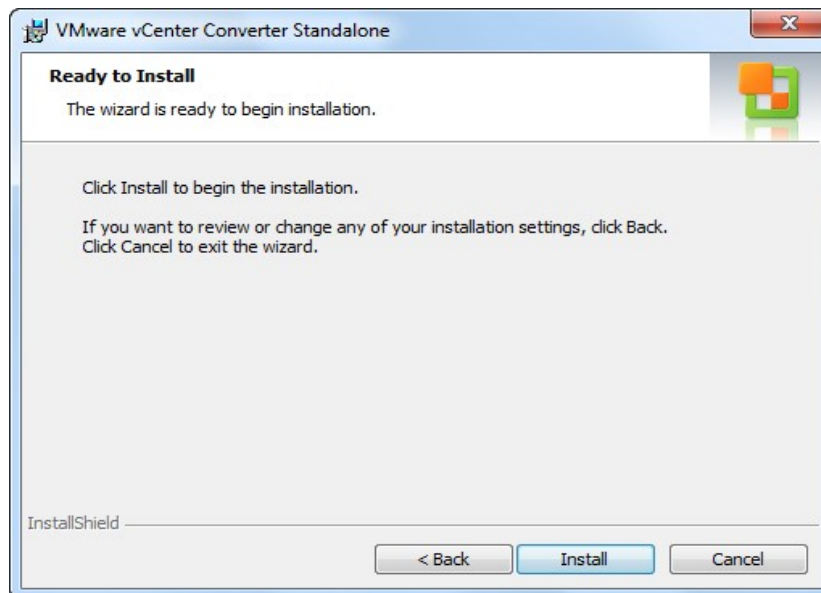 VMware vCenter Converter Standalone
Ready to Install
The wizard is ready to begin installation.
Click Install to begin the installation.
If you want to review or change any of your installation settings, click Back.
Click Cancel to exit the wizard.
InstallShield
< Back
Install
Cancel